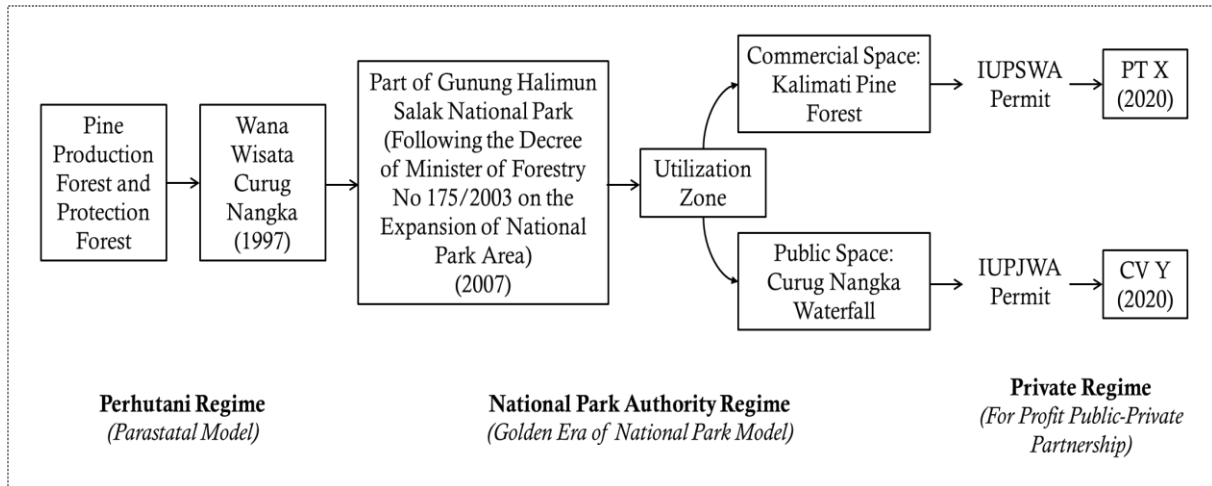 Pine
Production
Forest and
Protection
Forest
Wana
Wisata
Curug
Nangka
(1997)
Part of Gunung Halimun
Salak National Park
(Following the Decree
of Minister of Forestry
No 175/2003 on the
Expansion of National
Park Area)
(2007)
Utilization
Zone
Commercial Space:
Kalimati Pine
Forest
IUPSWA
Permit
PT X
(2020)
Public Space:
Curug Nangka
Waterfall
IUPJWA
Permit
CV Y
(2020)
Perhutani Regime
(Parastatal Model)
National Park Authority Regime
(Golden Era of National Park Model)
Private Regime
(For Profit Public-Private
Partnership)